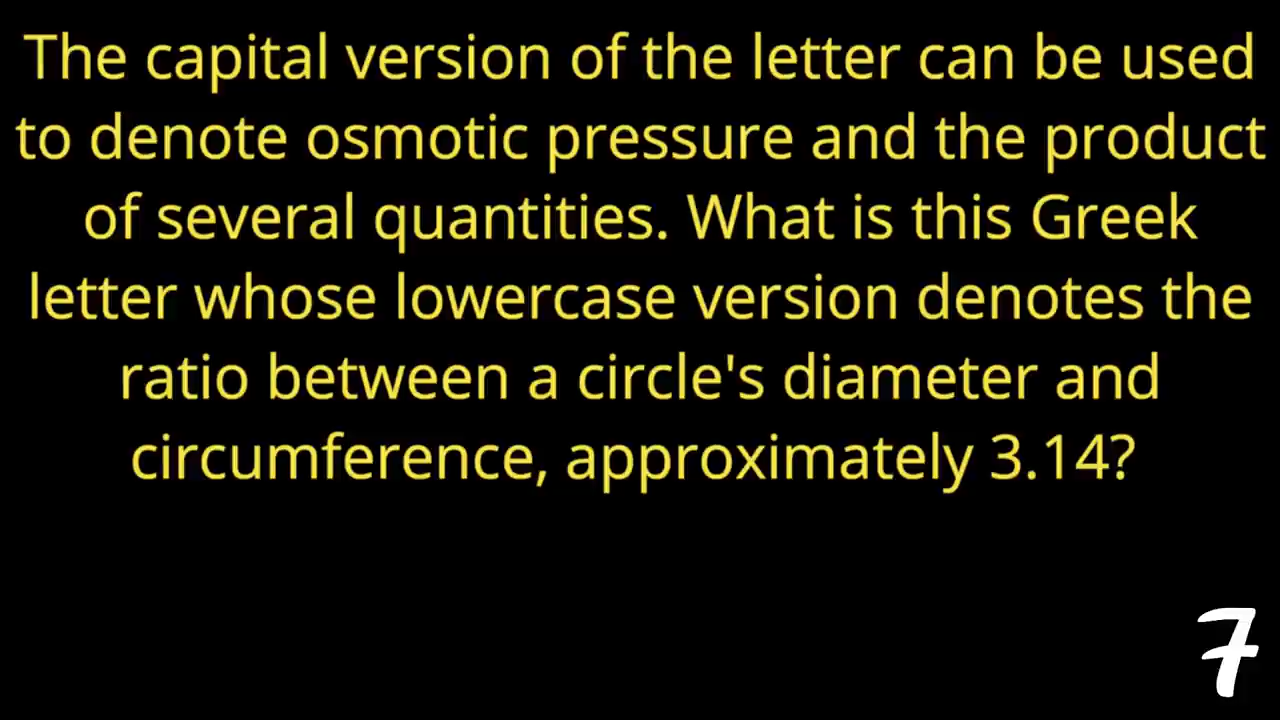 The capital version of the letter can be used
to denote osmotic pressure and the product
of several quantities. What is this Greek
letter whose lowercase version denotes the
ratio between a circle's diameter and
circumference, approximately 3.14?
7